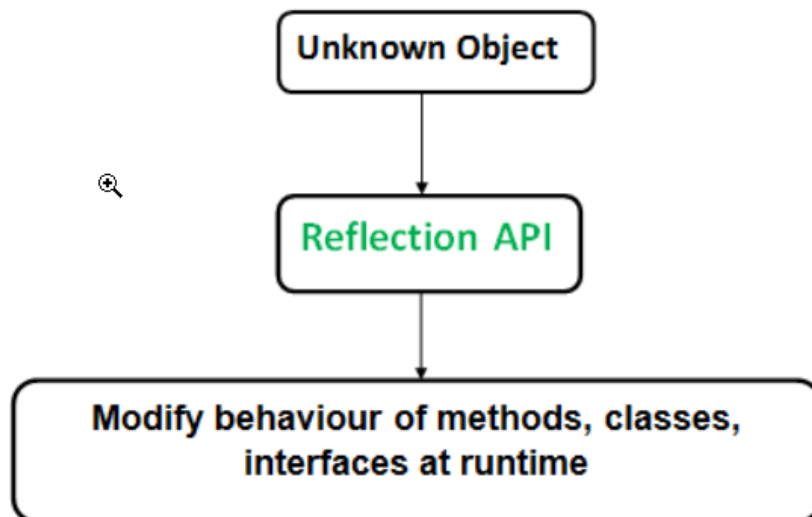 Unknown Object
Reflection API
Modify behaviour of methods, classes,
interfaces at runtime